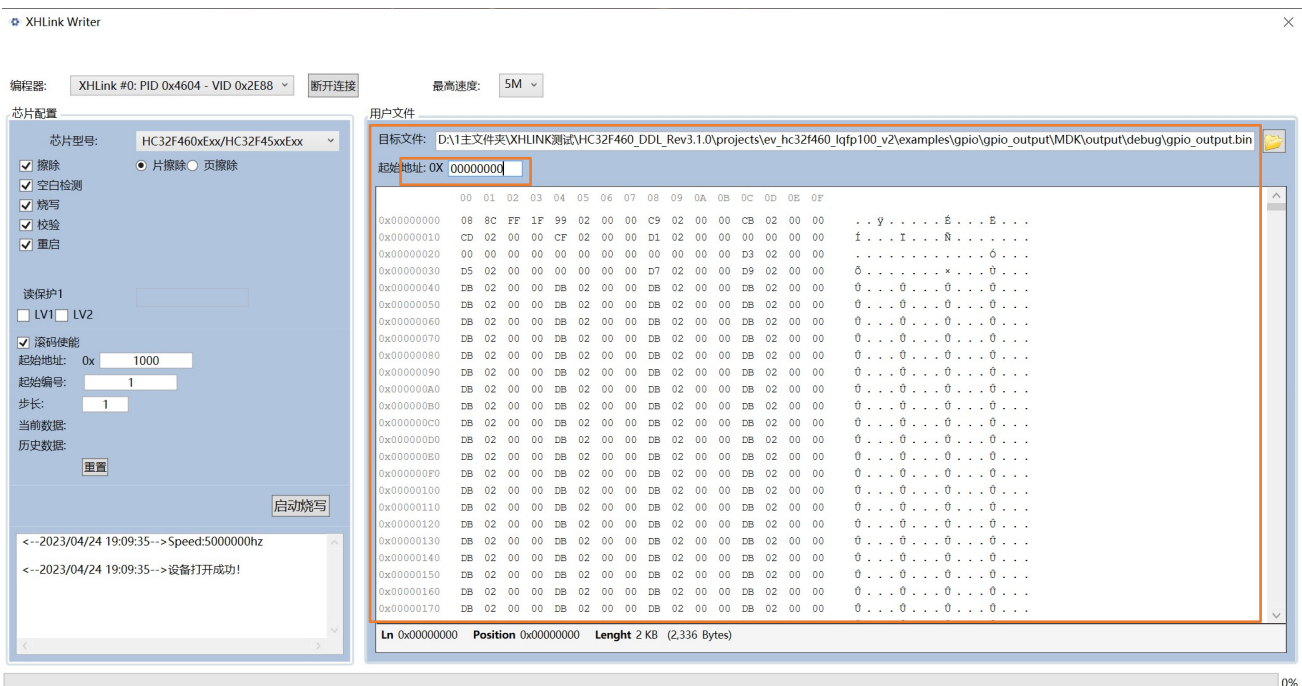 XHLink Writer
编程器: XHLink #0: PID 0x4604 - VID 0x2E88 断开连接 最高速度: 5M
芯片配置
芯片型号: HC32F460xExx/HC32F45xxExx
擦除 片擦除 页擦除
空白检测
烧写
校验
重启
读保护1
LV1 LV2
滚码使能
起始地址: 0x 1000
起始编号: 1
步长: 1
当前数据:
历史数据:
重置
启动烧写
<--2023/04/24 19:09:35-->Speed:5000000hz
<--2023/04/24 19:09:35-->设备打开成功!
用户文件
目标文件: D:\1主文件夹\XHLINK测试\HC32F460_DDL_Rev3.1.0\projects\ev_hc32f460_lqfp100_v2\examples\gpio\gpio_output\MDK\output\debug\gpio_output.bin
起始地址: 0X 00000000
00 01 02 03 04 05 06 07 08 09 0A 0B 0C 0D 0E 0F
0x00000000 08 8C FF 1F 99 02 00 00 C9 02 00 00 CB 02 00 00 . . ÿ . . . . . É . . . Ë . . .
0x00000010 CD 02 00 00 CF 02 00 00 D1 02 00 00 00 00 00 00 Í . . . Ï . . . Ñ . . . . . . .
0x00000020 00 00 00 00 00 00 00 00 00 00 00 00 D3 02 00 00 . . . . . . . . . . . . Ó . . .
0x00000030 D5 02 00 00 00 00 00 00 D7 02 00 00 D9 02 00 00 Õ . . . . . . . × . . . Ù . . .
0x00000040 DB 02 00 00 DB 02 00 00 DB 02 00 00 DB 02 00 00 Û . . . Û . . . Û . . . Û . . .
0x00000050 DB 02 00 00 DB 02 00 00 DB 02 00 00 DB 02 00 00 Û . . . Û . . . Û . . . Û . . .
0x00000060 DB 02 00 00 DB 02 00 00 DB 02 00 00 DB 02 00 00 Û . . . Û . . . Û . . . Û . . .
0x00000070 DB 02 00 00 DB 02 00 00 DB 02 00 00 DB 02 00 00 Û . . . Û . . . Û . . . Û . . .
0x00000080 DB 02 00 00 DB 02 00 00 DB 02 00 00 DB 02 00 00 Û . . . Û . . . Û . . . Û . . .
0x00000090 DB 02 00 00 DB 02 00 00 DB 02 00 00 DB 02 00 00 Û . . . Û . . . Û . . . Û . . .
0x000000A0 DB 02 00 00 DB 02 00 00 DB 02 00 00 DB 02 00 00 Û . . . Û . . . Û . . . Û . . .
0x000000B0 DB 02 00 00 DB 02 00 00 DB 02 00 00 DB 02 00 00 Û . . . Û . . . Û . . . Û . . .
0x000000C0 DB 02 00 00 DB 02 00 00 DB 02 00 00 DB 02 00 00 Û . . . Û . . . Û . . . Û . . .
0x000000D0 DB 02 00 00 DB 02 00 00 DB 02 00 00 DB 02 00 00 Û . . . Û . . . Û . . . Û . . .
0x000000E0 DB 02 00 00 DB 02 00 00 DB 02 00 00 DB 02 00 00 Û . . . Û . . . Û . . . Û . . .
0x000000F0 DB 02 00 00 DB 02 00 00 DB 02 00 00 DB 02 00 00 Û . . . Û . . . Û . . . Û . . .
0x00000100 DB 02 00 00 DB 02 00 00 DB 02 00 00 DB 02 00 00 Û . . . Û . . . Û . . . Û . . .
0x00000110 DB 02 00 00 DB 02 00 00 DB 02 00 00 DB 02 00 00 Û . . . Û . . . Û . . . Û . . .
0x00000120 DB 02 00 00 DB 02 00 00 DB 02 00 00 DB 02 00 00 Û . . . Û . . . Û . . . Û . . .
0x00000130 DB 02 00 00 DB 02 00 00 DB 02 00 00 DB 02 00 00 Û . . . Û . . . Û . . . Û . . .
0x00000140 DB 02 00 00 DB 02 00 00 DB 02 00 00 DB 02 00 00 Û . . . Û . . . Û . . . Û . . .
0x00000150 DB 02 00 00 DB 02 00 00 DB 02 00 00 DB 02 00 00 Û . . . Û . . . Û . . . Û . . .
0x00000160 DB 02 00 00 DB 02 00 00 DB 02 00 00 DB 02 00 00 Û . . . Û . . . Û . . . Û . . .
0x00000170 DB 02 00 00 DB 02 00 00 DB 02 00 00 DB 02 00 00 Û . . . Û . . . Û . . . Û . . .
Ln 0x00000000 Position 0x00000000 Lenght 2 KB (2,336 Bytes)
0%